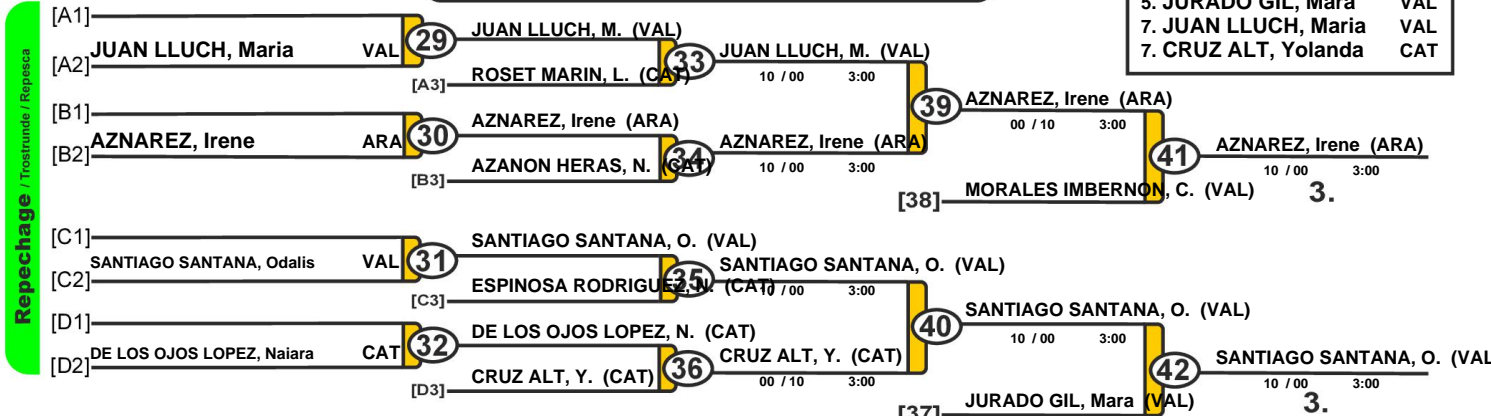 5. JURADO GIL, Mara VAL
7. JUAN LLUCH, Maria VAL
7. CRUZ ALT, Yolanda CAT
Repechage / Trostrunde / Repesca
[A1]
[A2] JUAN LLUCH, Maria VAL
29
JUAN LLUCH, M. (VAL)
[A3] ROSET MARIN, L. (CAT)
33
JUAN LLUCH, M. (VAL)
10 / 00 3:00
[B1]
[B2] AZNAREZ, Irene ARA
30
AZNAREZ, Irene (ARA)
[B3] AZANON HERAS, N. (CAT)
34
AZNAREZ, Irene (ARA)
10 / 00 3:00
39
AZNAREZ, Irene (ARA)
00 / 10 3:00
[38] MORALES IMBERNON, C. (VAL)
41
AZNAREZ, Irene (ARA)
10 / 00 3:00
3.
[C1]
[C2] SANTIAGO SANTANA, Odalis VAL
31
SANTIAGO SANTANA, O. (VAL)
[C3] ESPINOSA RODRIGUEZ, N. (CAT)
35
SANTIAGO SANTANA, O. (VAL)
10 / 00 3:00
[D1]
[D2] DE LOS OJOS LOPEZ, Naiara CAT
32
DE LOS OJOS LOPEZ, N. (CAT)
[D3] CRUZ ALT, Y. (CAT)
36
CRUZ ALT, Y. (CAT)
00 / 10 3:00
40
SANTIAGO SANTANA, O. (VAL)
10 / 00 3:00
[37] JURADO GIL, Mara (VAL)
42
SANTIAGO SANTANA, O. (VAL
10 / 00 3:00
3.